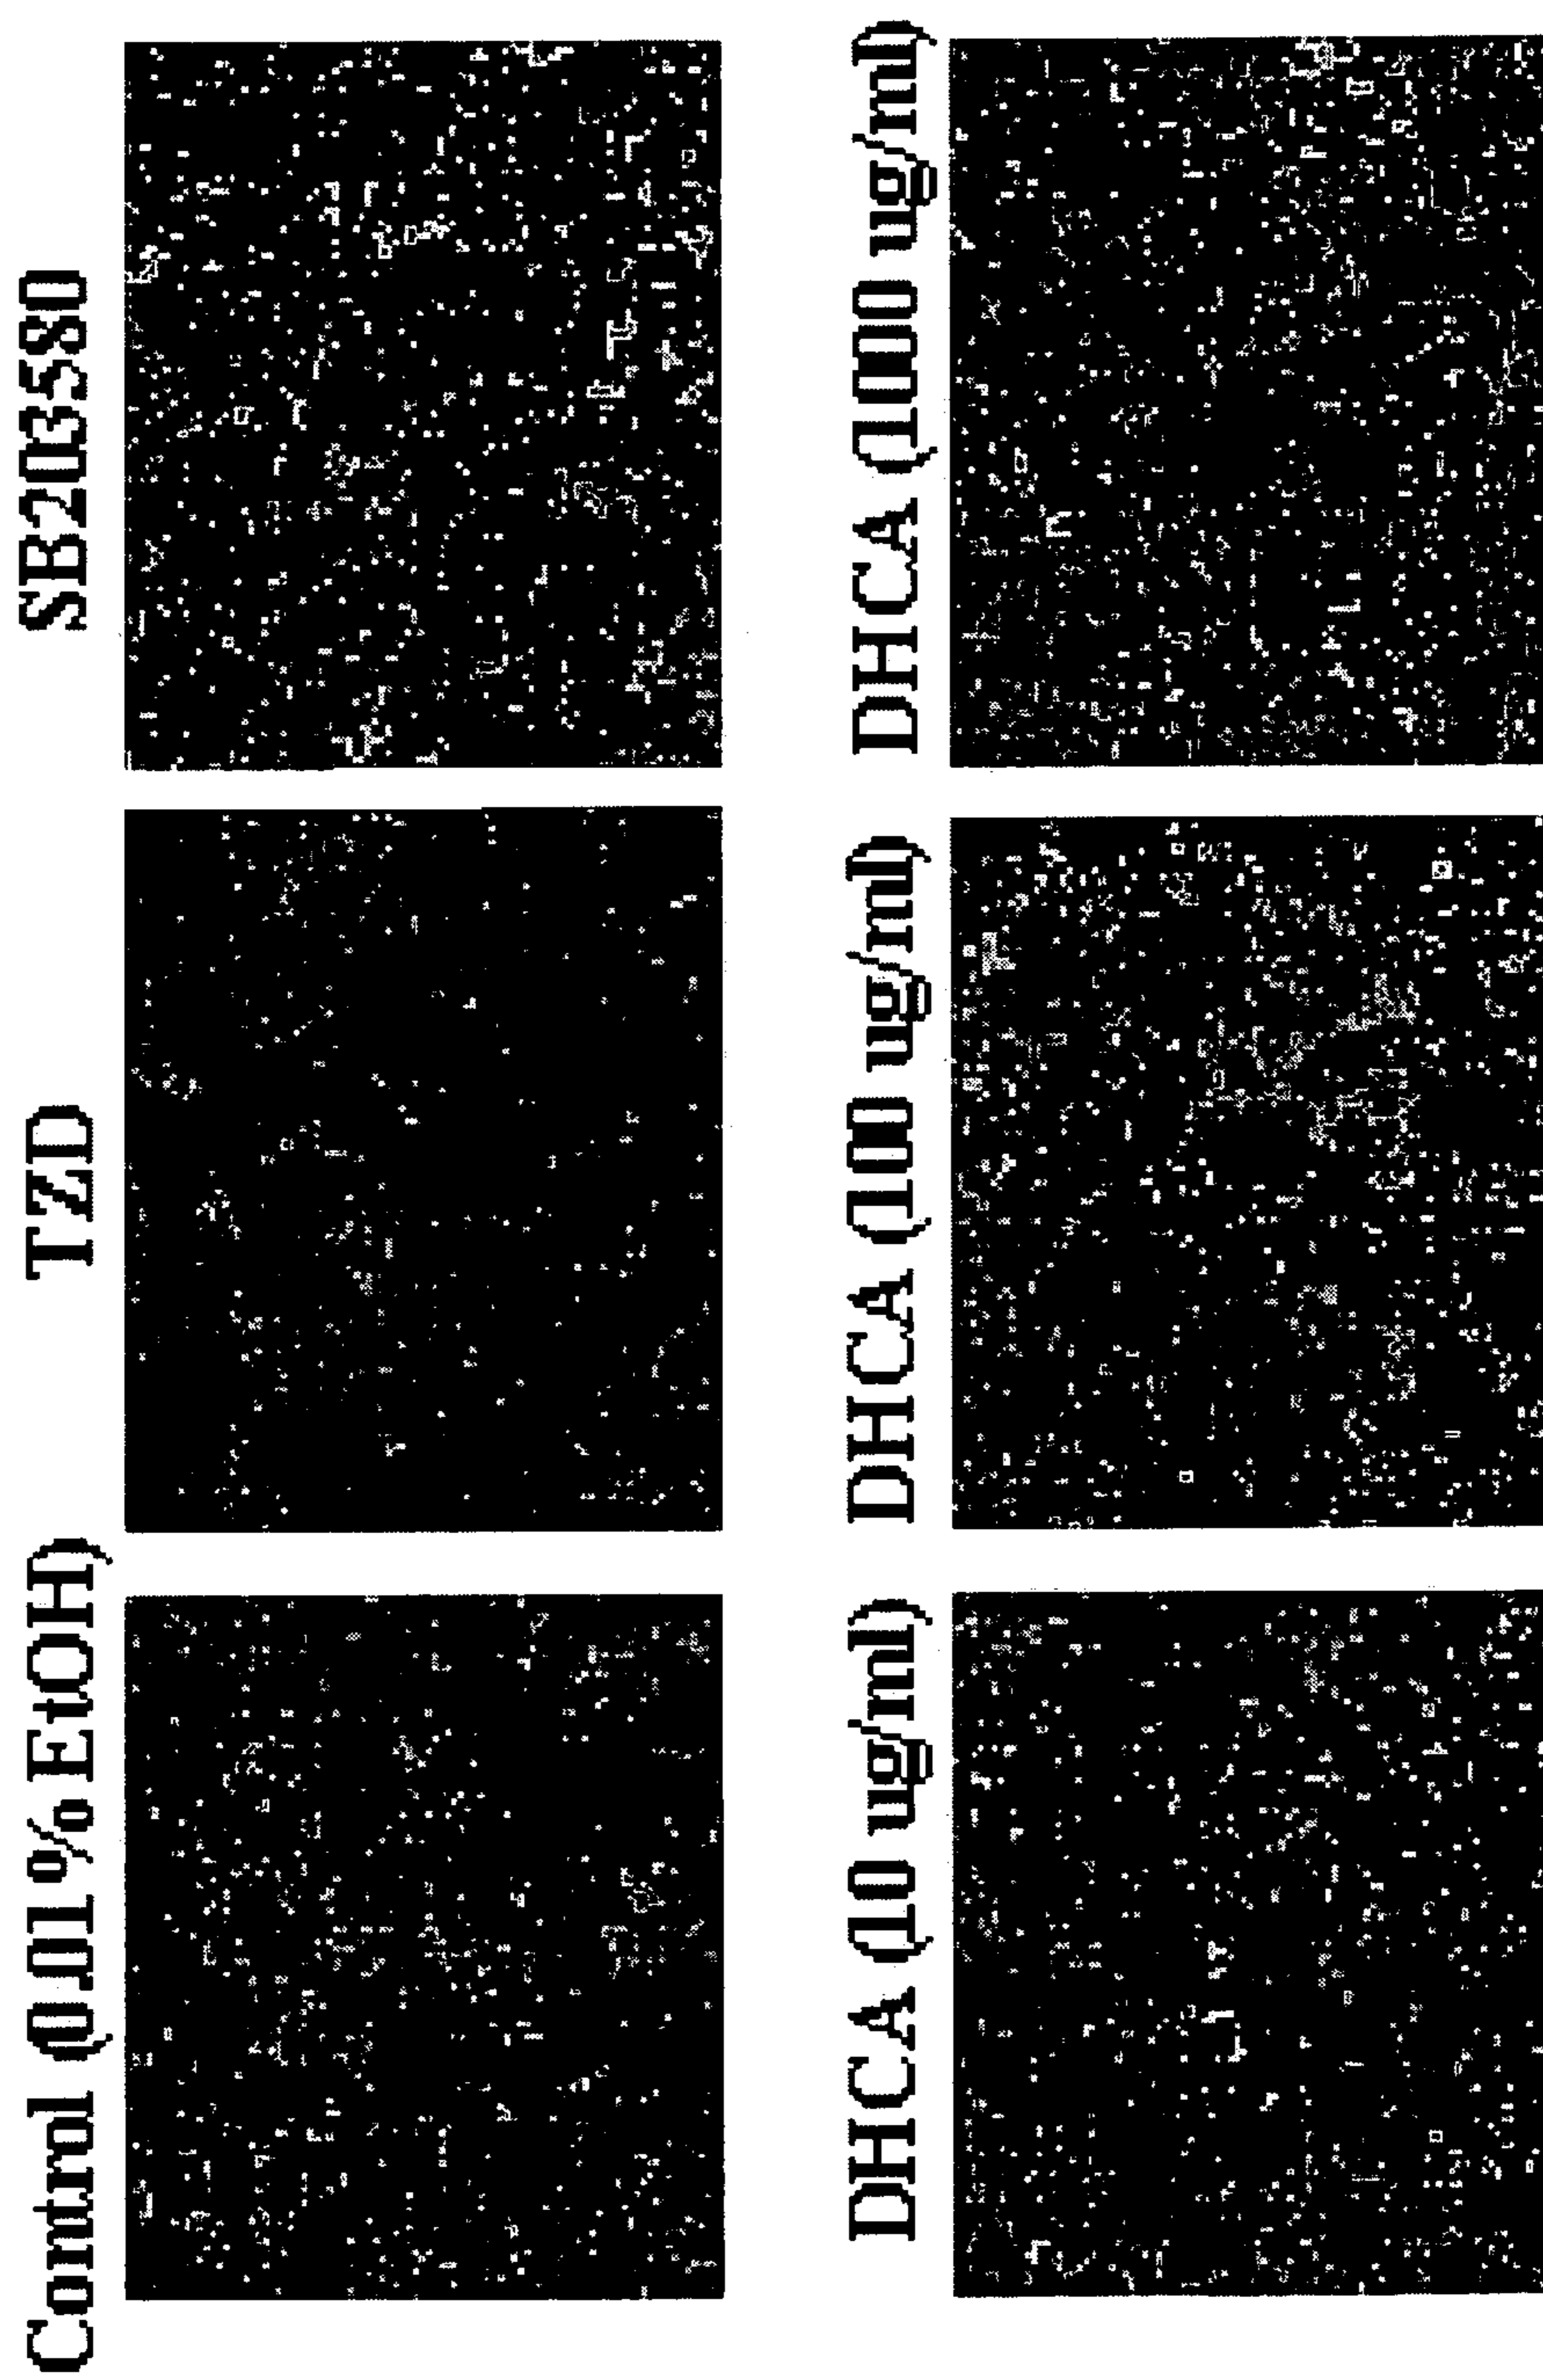 Control (0.01 % EtOH)
TZD
SB203580
DHCA (10 ug/ml)
DHCA (100 ug/ml)
DHCA (1000 ug/ml)